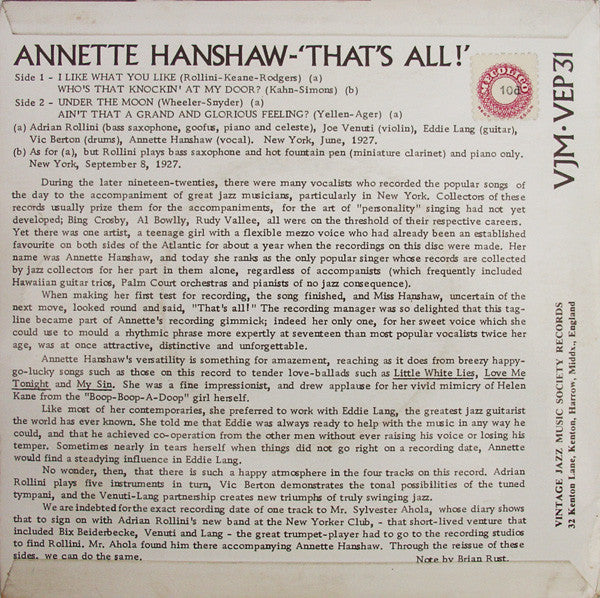 ANNETTE HANSHAW-'THAT'S ALL!'
MECOLICO
10d
Side 1 - I LIKE WHAT YOU LIKE (Rollini-Keane-Rodgers) (a)
WHO'S THAT KNOCKIN' AT MY DOOR? (Kahn-Simons) (b)
Side 2 - UNDER THE MOON (Wheeler-Snyder) (a)
AIN'T THAT A GRAND AND GLORIOUS FEELING? (Yellen-Ager) (a)
(a) Adrian Rollini (bass saxophone, goofus, piano and celeste), Joe Venuti (violin), Eddie Lang (guitar),
Vic Berton (drums), Annette Hanshaw (vocal). New York, June, 1927.
(b) As for (a), but Rollini plays bass saxophone and hot fountain pen (miniature clarinet) and piano only.
New York, September 8, 1927.
During the later nineteen-twenties, there were many vocalists who recorded the popular songs of
the day to the accompaniment of great jazz musicians, particularly in New York. Collectors of these
records usually prize them for the accompaniments, for the art of "personality" singing had not yet
developed; Bing Crosby, Al Bowlly, Rudy Vallee, all were on the threshold of their respective careers.
Yet there was one artist, a teenage girl with a flexible mezzo voice who had already been an established
favourite on both sides of the Atlantic for about a year when the recordings on this disc were made. Her
name was Annette Hanshaw, and today she ranks as the only popular singer whose records are collected
by jazz collectors for her part in them alone, regardless of accompanists (which frequently included
Hawaiian guitar trios, Palm Court orchestras and pianists of no jazz consequence).
When making her first test for recording, the song finished, and Miss Hanshaw, uncertain of the
next move, looked round and said, "That's all!" The recording manager was so delighted that this tag-
line became part of Annette's recording gimmick; indeed her only one, for her sweet voice which she
could use to mould a rhythmic phrase more expertly at seventeen than most popular vocalists twice her
age, was at once attractive, distinctive and unforgettable.
Annette Hanshaw's versatility is something for amazement, reaching as it does from breezy happy-
go-lucky songs such as those on this record to tender love-ballads such as Little White Lies, Love Me
Tonight and My Sin. She was a fine impressionist, and drew applause for her vivid mimicry of Helen
Kane from the "Boop-Boop-A-Doop" girl herself.
Like most of her contemporaries, she preferred to work with Eddie Lang, the greatest jazz guitarist
the world has ever known. She told me that Eddie was always ready to help with the music in any way he
could, and that he achieved co-operation from the other men without ever raising his voice or losing his
temper. Sometimes nearly in tears herself when things did not go right on a recording date, Annette
would find a steadying influence in Eddie Lang.
No wonder, then, that there is such a happy atmosphere in the four tracks on this record. Adrian
Rollini plays five instruments in turn, Vic Berton demonstrates the tonal possibilities of the tuned
tympani, and the Venuti-Lang partnership creates new triumphs of truly swinging jazz.
We are indebted for the exact recording date of one track to Mr. Sylvester Ahola, whose diary shows
that to sign on with Adrian Rollini's new band at the New Yorker Club, - that short-lived venture that
included Bix Beiderbecke, Venuti and Lang - the great trumpet-player had to go to the recording studios
to find Rollini. Mr. Ahola found him there accompanying Annette Hanshaw. Through the reissue of these
sides, we can do the same.
Note by Brian Rust.
VJM · VEP 31
VINTAGE JAZZ MUSIC SOCIETY RECORDS
32 Kenton Lane, Kenton, Harrow, Middx., England